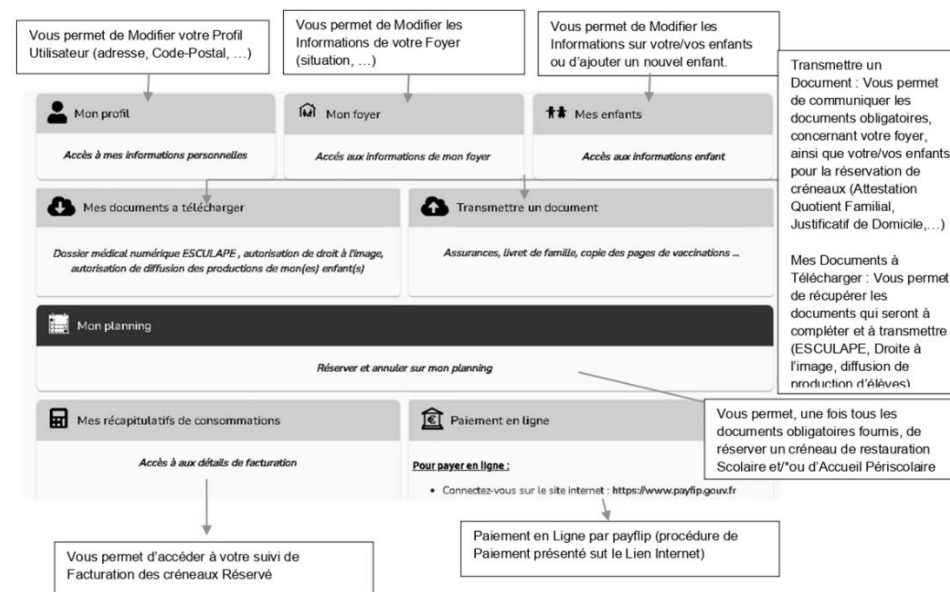 Vous permet de Modifier votre Profil
Utilisateur (adresse, Code-Postal, …)
Vous permet de Modifier les
Informations de votre Foyer
(situation, …)
Vous permet de Modifier les
Informations sur votre/vos enfants
ou d'ajouter un nouvel enfant.
Transmettre un
Document : Vous permet
de communiquer les
documents obligatoires,
concernant votre foyer,
ainsi que votre/vos enfants
pour la réservation de
créneaux (Attestation
Quotient Familial,
Justificatif de Domicile,…)
Mes Documents à
Télécharger : Vous permet
de récupérer les
documents qui seront à
compléter et à transmettre
(ESCULAPE, Droite à
l'image, diffusion de
production d'élèves)
Mon profil
Accès à mes informations personnelles
Mon foyer
Accés aux informations de mon foyer
Mes enfants
Accès aux informations enfant
Mes documents a télécharger
Dossier médical numérique ESCULAPE , autorisation de droit à l'image,
autorisation de diffusion des productions de mon(es) enfant(s)
Transmettre un document
Assurances, livret de famille, copie des pages de vaccinations ...
Mon planning
Réserver et annuler sur mon planning
Mes récapitulatifs de consommations
Accès à aux détails de facturation
Paiement en ligne
Pour payer en ligne :
• Connectez-vous sur le site internet : https://www.payfip.gouv.fr
Vous permet, une fois tous les
documents obligatoires fournis, de
réserver un créneau de restauration
Scolaire et/*ou d'Accueil Périscolaire
Vous permet d'accéder à votre suivi de
Facturation des créneaux Réservé
Paiement en Ligne par payflip (procédure de
Paiement présenté sut le Lien Internet)